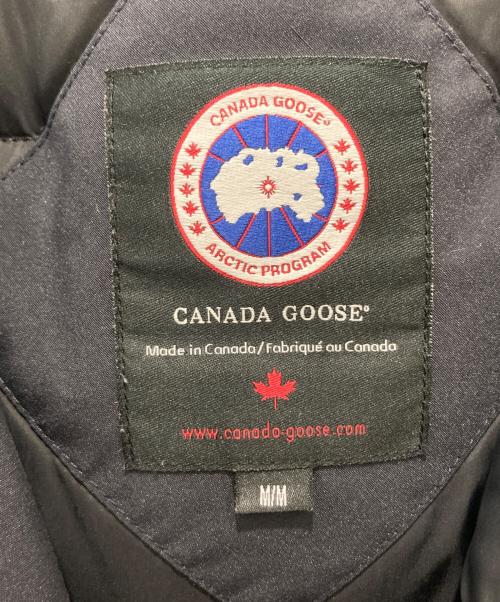 CANADA GOOSE®
ARCTIC PROGRAM
CANADA GOOSE®
Made in Canada/Fabriqué au Canada
www.canada-goose.com
M/M